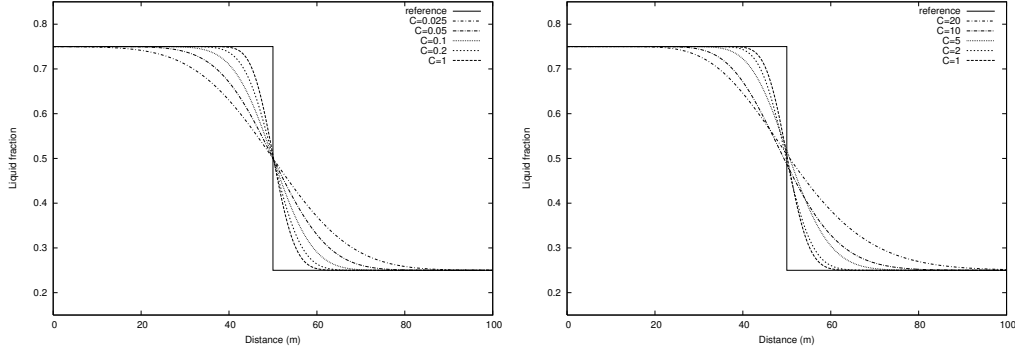 reference
C=0.025
C=0.05
C=0.1
C=0.2
C=1
0.8
0.7
0.6
0.5
0.4
0.3
0.2
Liquid fraction
0 20 40 60 80 100
Distance (m)
reference
C=20
C=10
C=5
C=2
C=1
0.8
0.7
0.6
0.5
0.4
0.3
0.2
Liquid fraction
0 20 40 60 80 100
Distance (m)